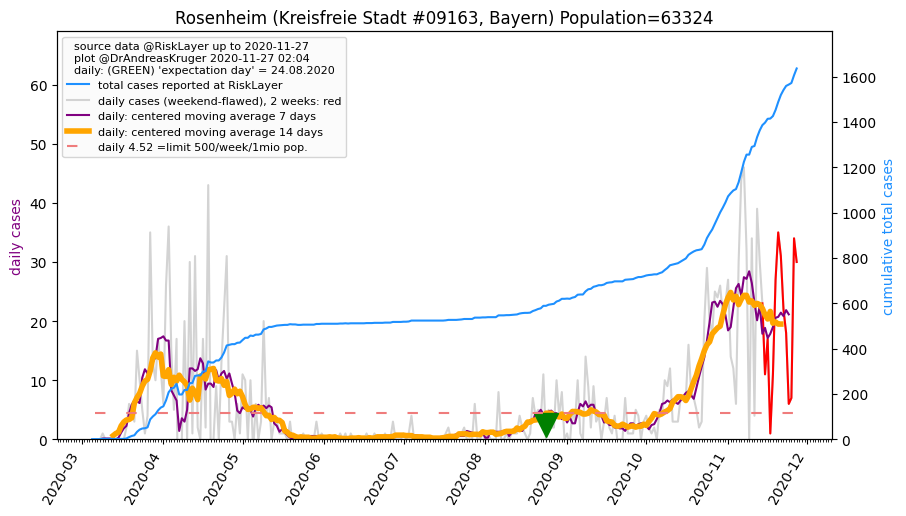 Rosenheim (Kreisfreie Stadt #09163, Bayern) Population=63324
source data @RiskLayer up to 2020-11-27
plot @DrAndreasKruger 2020-11-27 02:04
daily: (GREEN) 'expectation day' = 24.08.2020
total cases reported at RiskLayer
daily cases (weekend-flawed), 2 weeks: red
daily: centered moving average 7 days
daily: centered moving average 14 days
daily 4.52 =limit 500/week/1mio pop.
daily cases
0
10
20
30
40
50
60
cumulative total cases
0
200
400
600
800
1000
1200
1400
1600
2020-03
2020-04
2020-05
2020-06
2020-07
2020-08
2020-09
2020-10
2020-11
2020-12